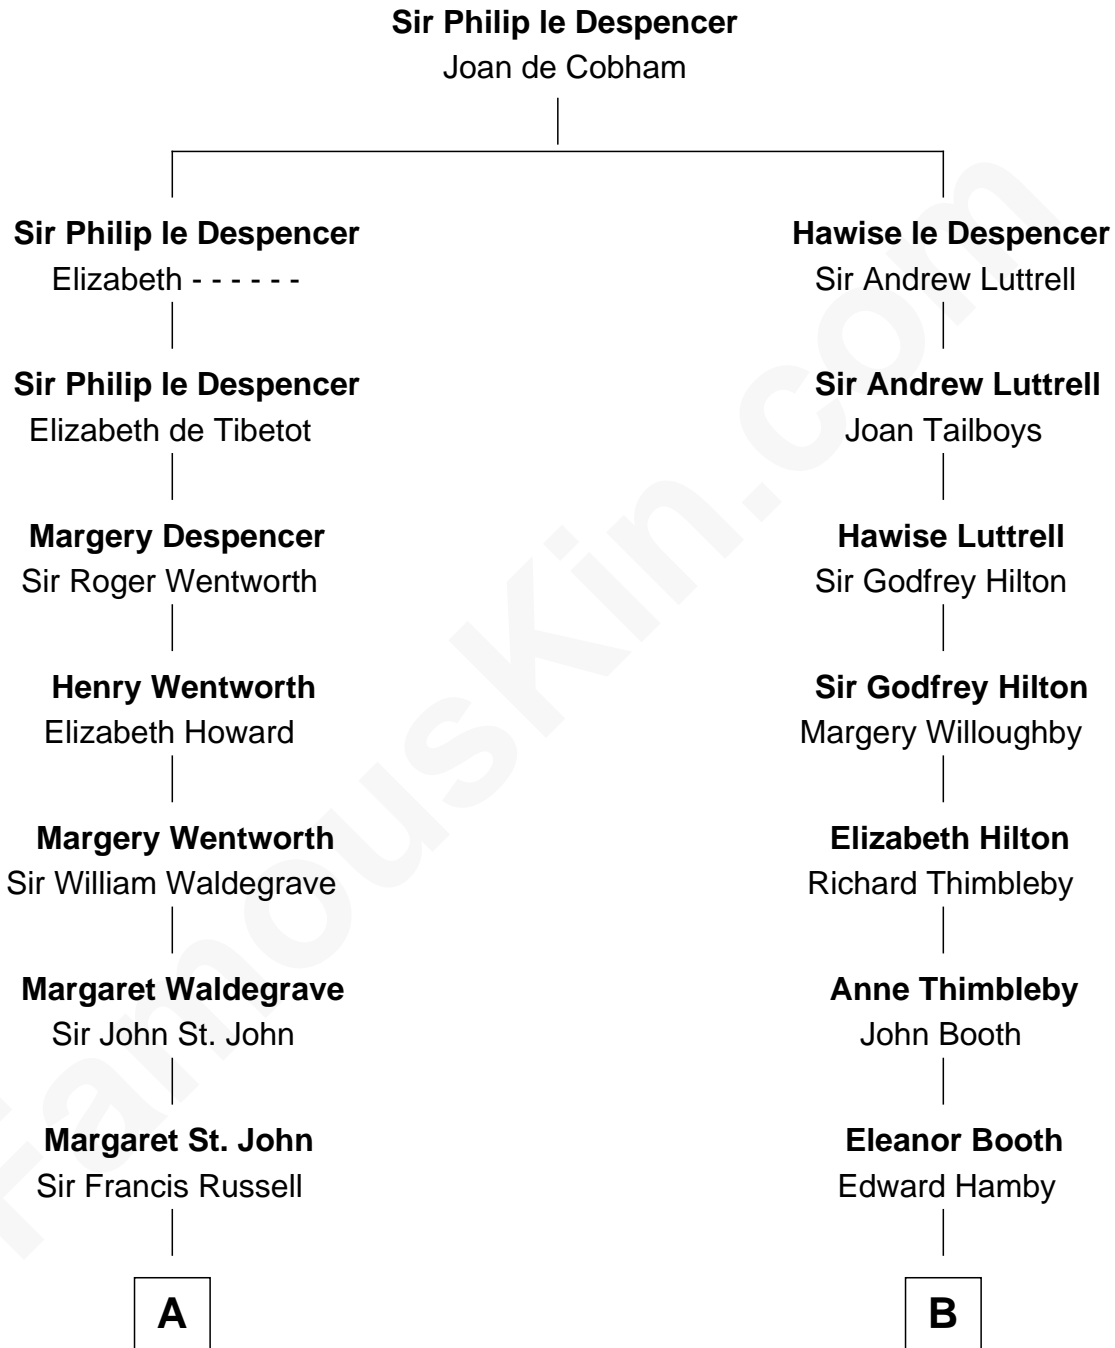 Sir Philip le Despencer
Joan de Cobham
Sir Philip le Despencer
Elizabeth - - - - - -
Hawise le Despencer
Sir Andrew Luttrell
Sir Philip le Despencer
Elizabeth de Tibetot
Sir Andrew Luttrell
Joan Tailboys
Margery Despencer
Sir Roger Wentworth
Hawise Luttrell
Sir Godfrey Hilton
Henry Wentworth
Elizabeth Howard
Sir Godfrey Hilton
Margery Willoughby
Margery Wentworth
Sir William Waldegrave
Elizabeth Hilton
Richard Thimbleby
Margaret Waldegrave
Sir John St. John
Anne Thimbleby
John Booth
Margaret St. John
Sir Francis Russell
Eleanor Booth
Edward Hamby
A
B
FamousKin.com